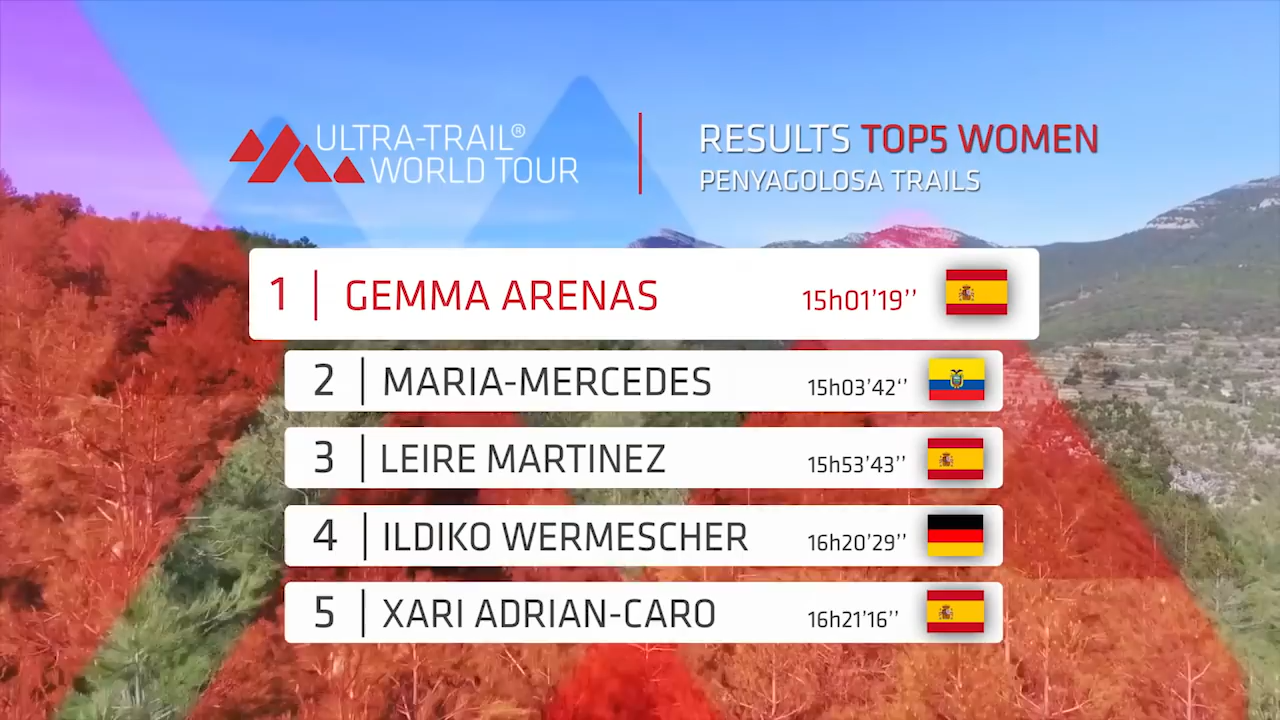 ULTRA-TRAIL®
WORLD TOUR
RESULTS TOP5 WOMEN
PENYAGOLOSA TRAILS
1 GEMMA ARENAS 15h01'19''
2 MARIA-MERCEDES 15h03'42''
3 LEIRE MARTINEZ 15h53'43''
4 ILDIKO WERMESCHER 16h20'29''
5 XARI ADRIAN-CARO 16h21'16''